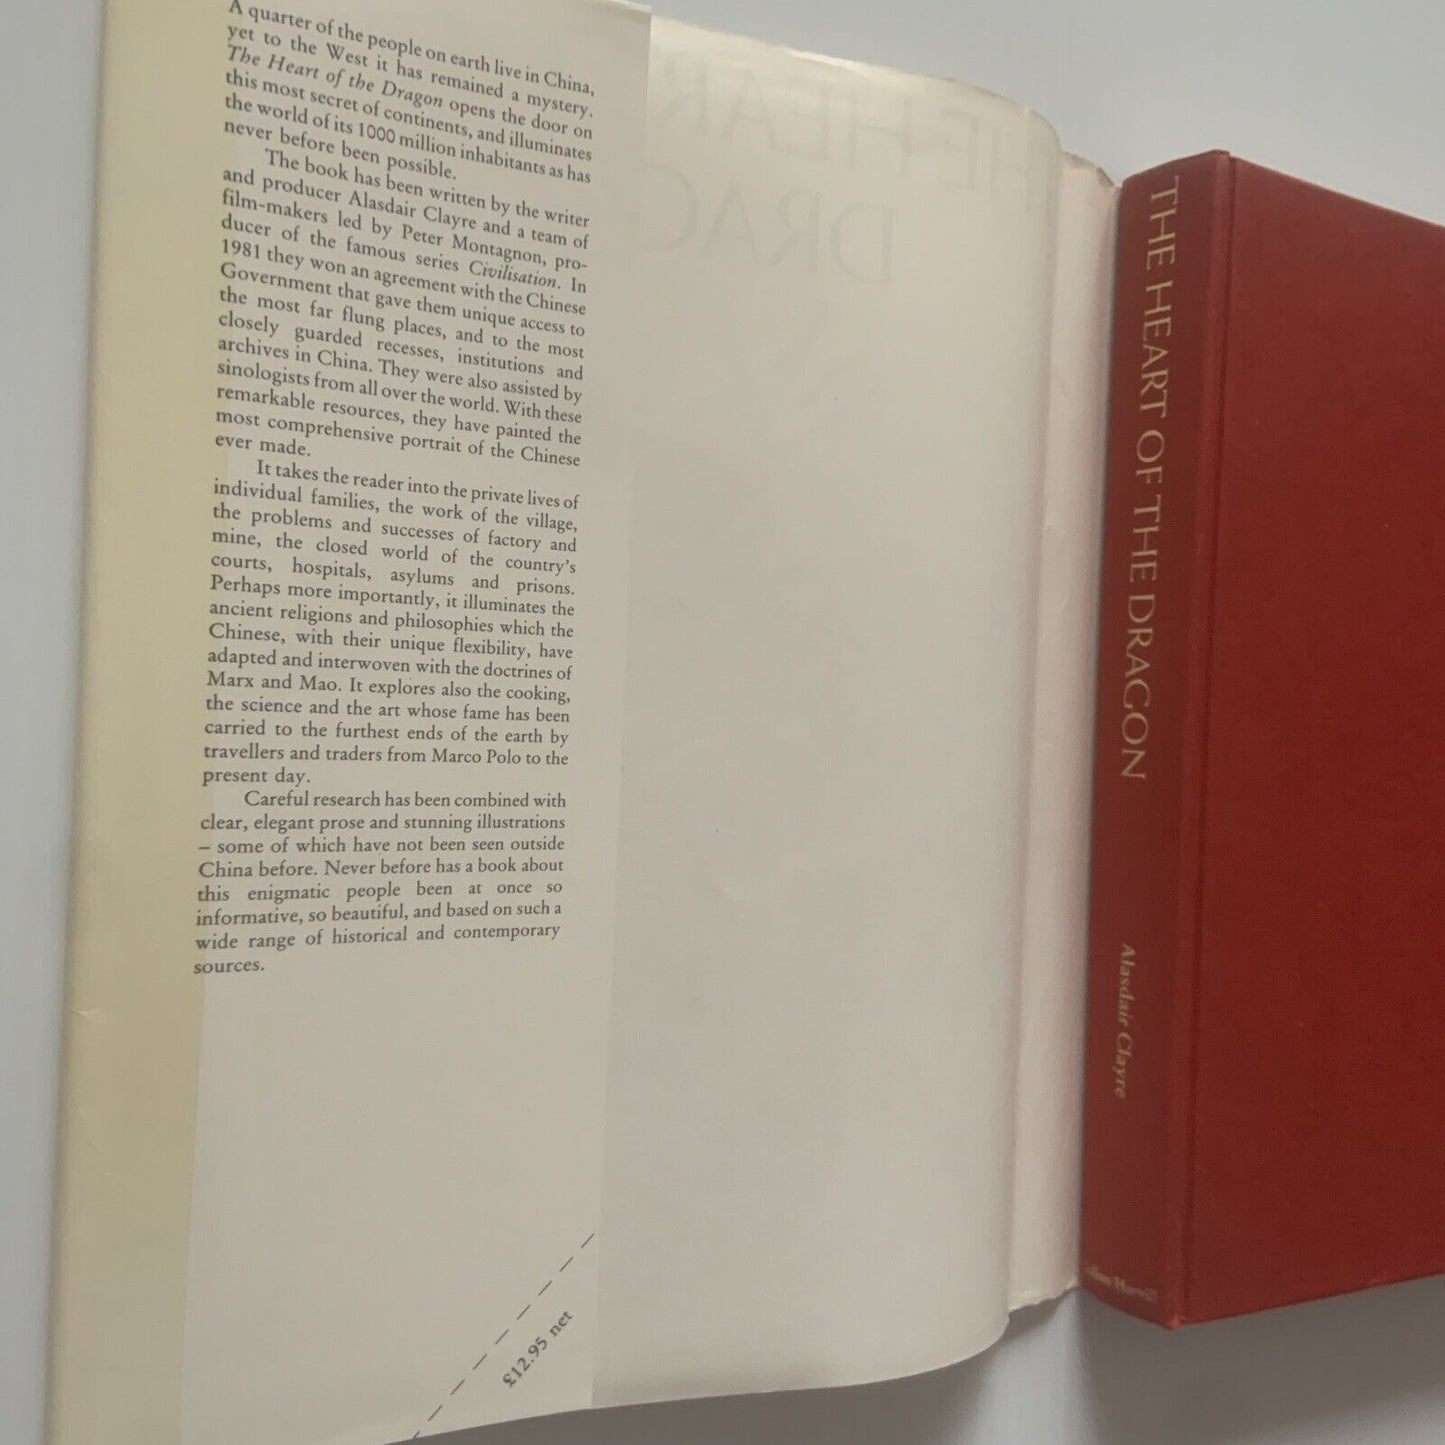 A quarter of the people on earth live in China,
yet to the West it has remained a mystery.
The Heart of the Dragon opens the door on
this most secret of continents, and illuminates
the world of its 1000 million inhabitants as has
never before been possible.
The book has been written by the writer
and producer Alasdair Clayre and a team of
film-makers led by Peter Montagnon, pro-
ducer of the famous series Civilisation. In
1981 they won an agreement with the Chinese
Government that gave them unique access to
the most far flung places, and to the most
closely guarded recesses, institutions and
archives in China. They were also assisted by
sinologists from all over the world. With these
remarkable resources, they have painted the
most comprehensive portrait of the Chinese
ever made.
It takes the reader into the private lives of
individual families, the work of the village,
the problems and successes of factory and
mine, the closed world of the country's
courts, hospitals, asylums and prisons.
Perhaps more importantly, it illuminates the
ancient religions and philosophies which the
Chinese, with their unique flexibility, have
adapted and interwoven with the doctrines of
Marx and Mao. It explores also the cooking,
the science and the art whose fame has been
carried to the furthest ends of the earth by
travellers and traders from Marco Polo to the
present day.
Careful research has been combined with
clear, elegant prose and stunning illustrations
– some of which have not been seen outside
China before. Never before has a book about
this enigmatic people been at once so
informative, so beautiful, and based on such a
wide range of historical and contemporary
sources.
£12.95 net
THE HEART OF THE DRAGON
Alasdair Clayre